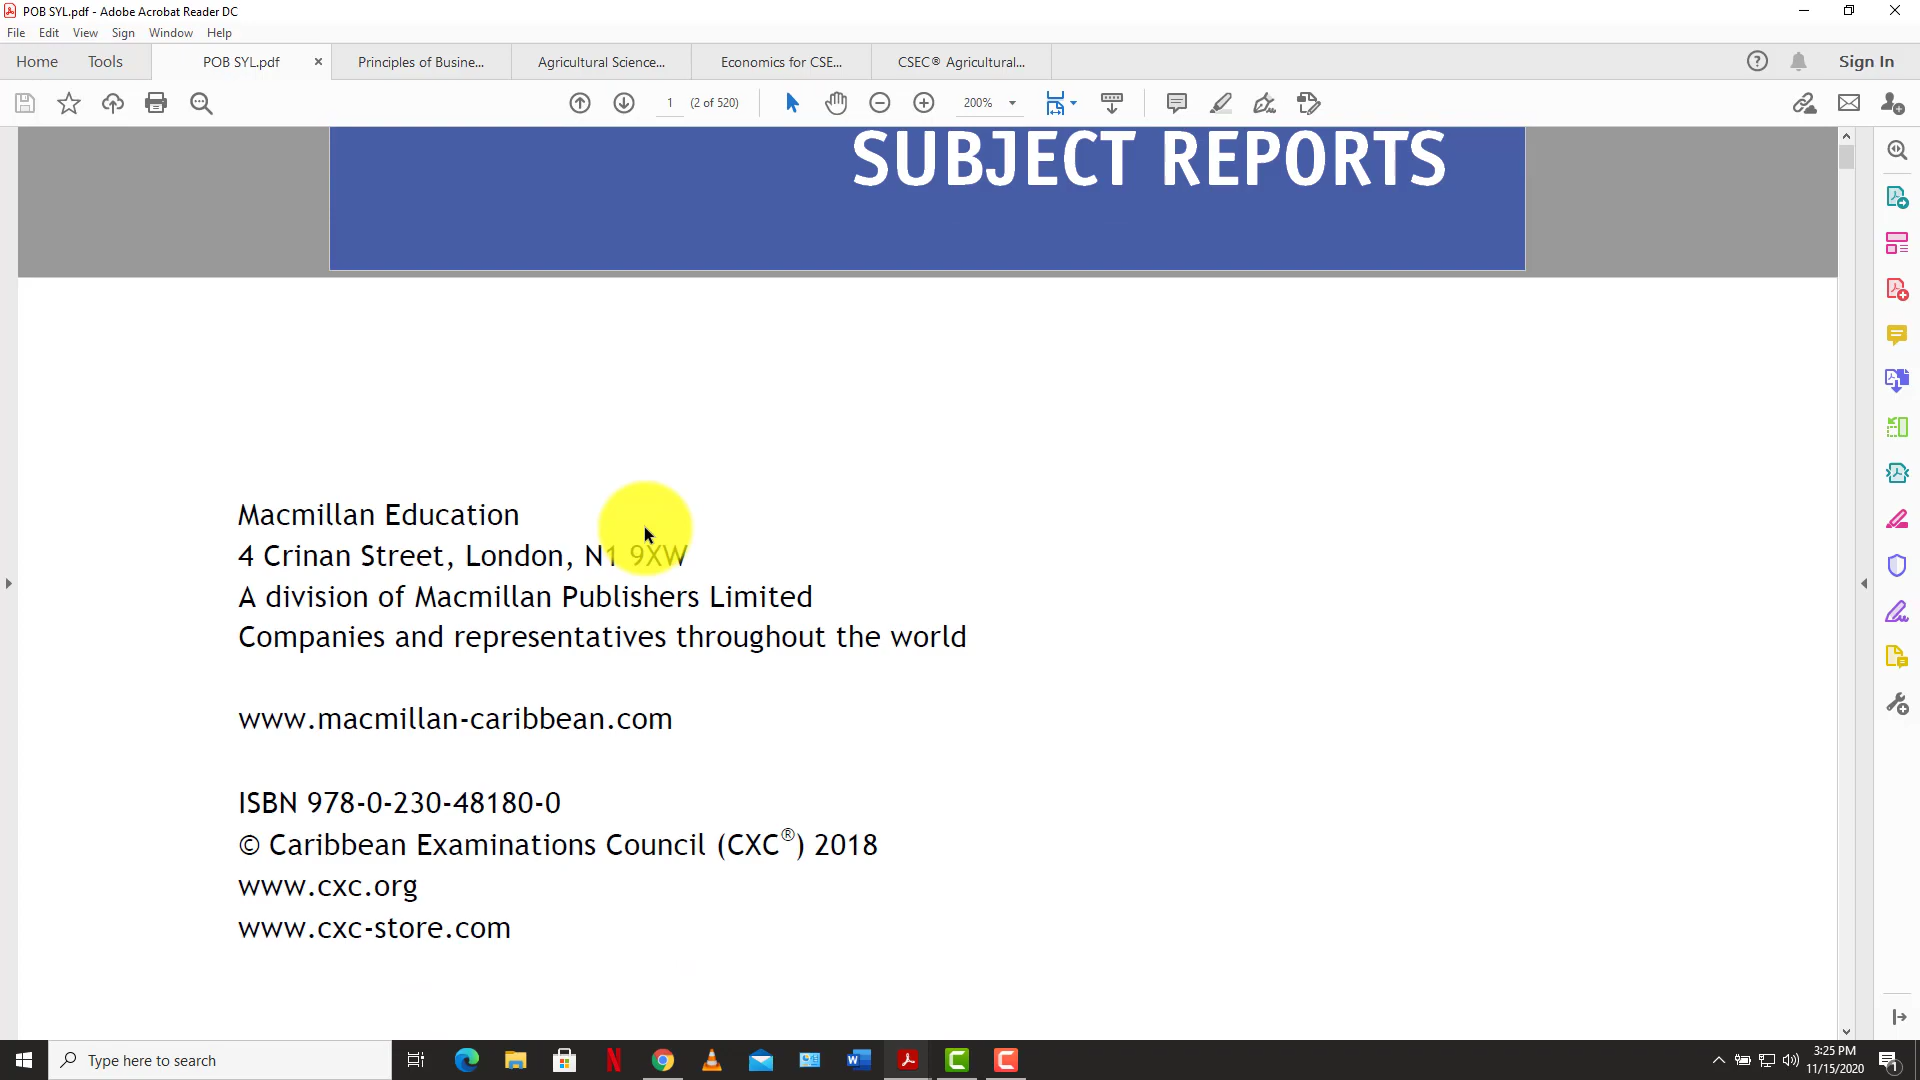 POB SYL.pdf - Adobe Acrobat Reader DC
File Edit View Sign Window Help
Home Tools POB SYL.pdf × Principles of Busine... Agricultural Science... Economics for CSE... CSEC® Agricultural... Sign In
1 (2 of 520) 200%
SUBJECT REPORTS
Macmillan Education
4 Crinan Street, London, N1 9XW
A division of Macmillan Publishers Limited
Companies and representatives throughout the world
www.macmillan-caribbean.com
ISBN 978-0-230-48180-0
© Caribbean Examinations Council (CXC®) 2018
www.cxc.org
www.cxc-store.com
Type here to search
3:25 PM
11/15/2020
1